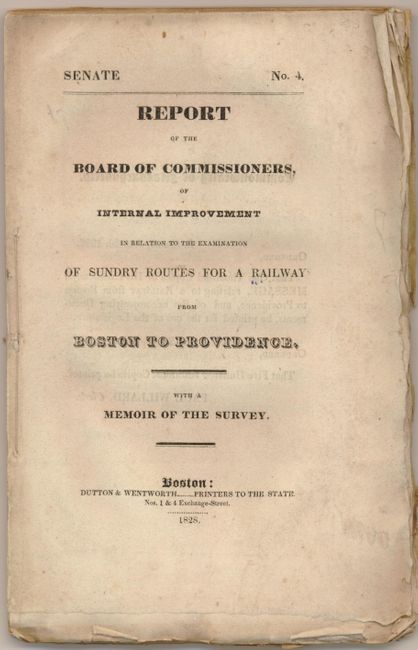 SENATE No. 4.
REPORT
OF THE
BOARD OF COMMISSIONERS,
OF
INTERNAL IMPROVEMENT
IN RELATION TO THE EXAMINATION
OF SUNDRY ROUTES FOR A RAILWAY
FROM
BOSTON TO PROVIDENCE,
WITH A
MEMOIR OF THE SURVEY.
Boston:
DUTTON & WENTWORTH.......PRINTERS TO THE STATE.
Nos. 1 & 4 Exchange-Street.
1828.